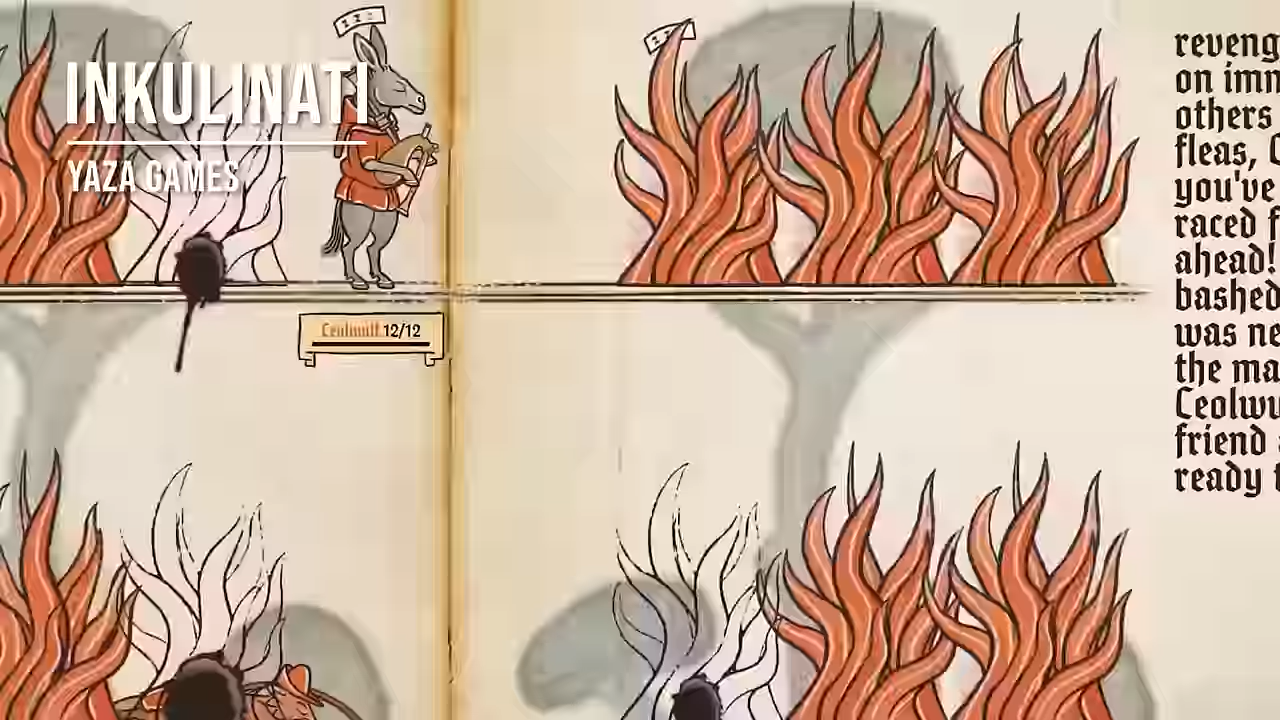 INKULINATI
YAZA GAMES
Ceolwulf 12/12
reveng
on imn
others
fleas, C
you've
raced f
ahead!
bashed
was ne
the ma
Ceolwu
friend a
ready t